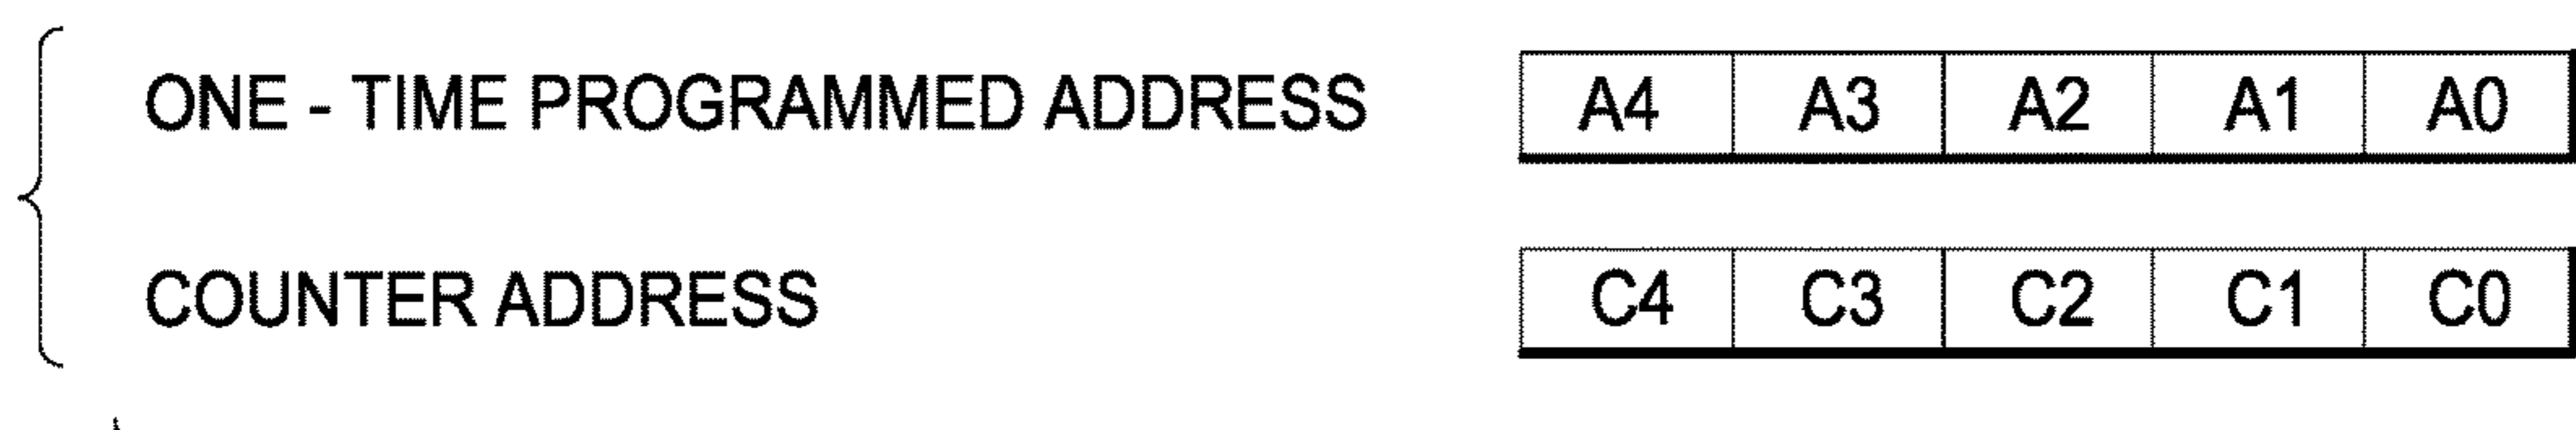 ONE - TIME PROGRAMMED ADDRESS A4 A3 A2 A1 A0
COUNTER ADDRESS C4 C3 C2 C1 C0